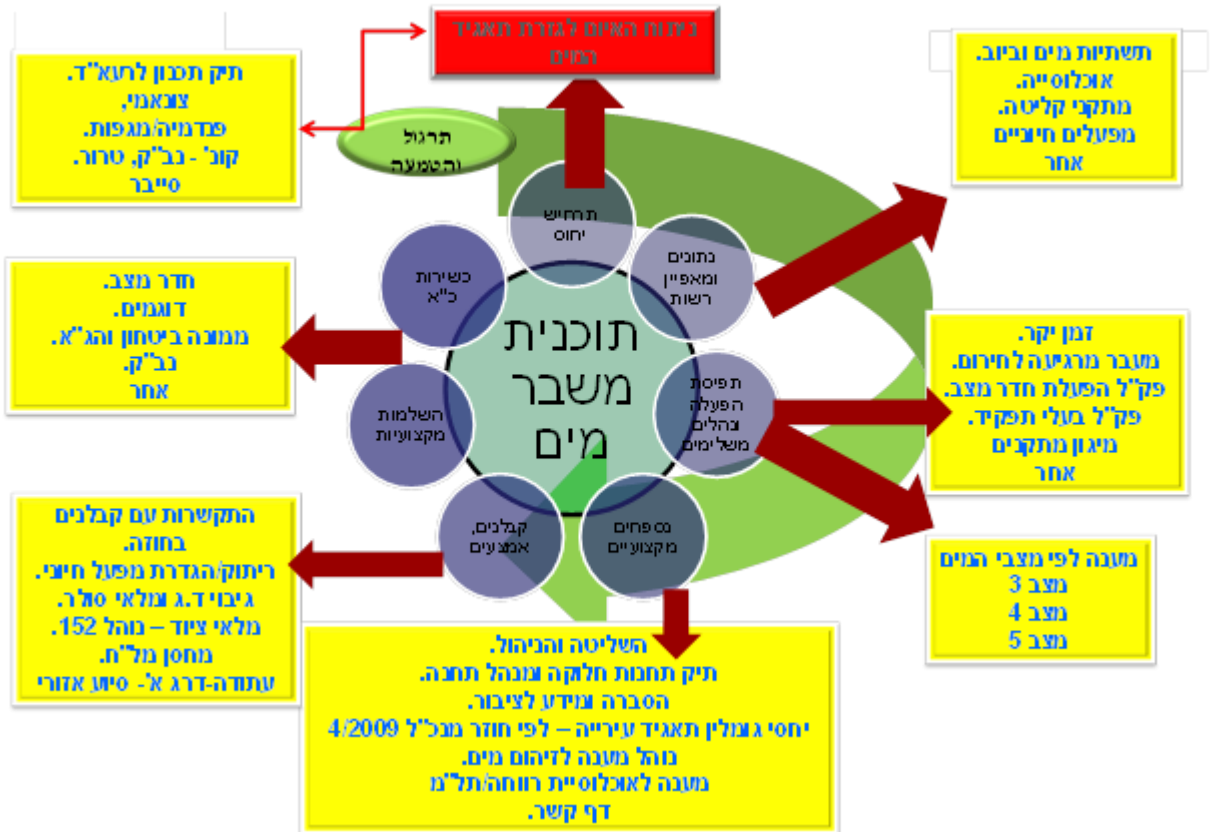 ניתוח האיום לגזרת תאגיד
המים
תיק תכנון לרעא"ד.
צונאמי,
פנדמיה/מגפות.
קונ' - נב"ק, טרור.
סייבר
תרגול
והטמעה
תשתיות מים וביוב.
אוכלוסייה.
מתקני קליטה.
מפעלים חיוניים
אחר
תרחיש
יחוס
נתונים
ומאפיין
רשות
תפיסת
הפעלה
ונהלים
משלימים
נספחים
מקצועיים
קבלנים,
אמצעים
השלמות
מקצועיות
כשירות
כ"א
תוכנית
משבר
מים
חדר מצב.
דוגמים.
ממונה ביטחון והג"א.
נב"ק.
אחר
זמן יקר.
מעבר מרגיעה לחירום.
פק"ל הפעלת חדר מצב.
פק"ל בעלי תפקיד.
מיגון מתקנים
אחר
מענה לפי מצבי המים
מצב 3
מצב 4
מצב 5
התקשרות עם קבלנים
בחוזה.
ריתוק/הגדרת מפעל חיוני.
גיבוי ד.ג ומלאי סולר.
מלאי ציוד – נוהל 152.
מחסן מל"ח.
עתודה-דרג א'- סיוע אזורי
השליטה והניהול.
תיק תחנות חלוקה ומנהל תחנה.
הסברה ומידע לציבור.
יחסי גומלין תאגיד עירייה – לפי חוזר מנכ"ל 4/2009
נוהל מענה לזיהום מים.
מענה לאוכלוסיית רווחה/תל"מ
דף קשר.